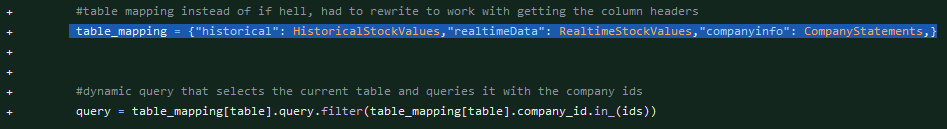 + #table mapping instead of if hell, had to rewrite to work with getting the column headers
+ table_mapping = {"historical": HistoricalStockValues,"realtimeData": RealtimeStockValues,"companyinfo": CompanyStatements,}
+
+
+ #dynamic query that selects the current table and queries it with the company ids
+ query = table_mapping[table].query.filter(table_mapping[table].company_id.in_(ids))